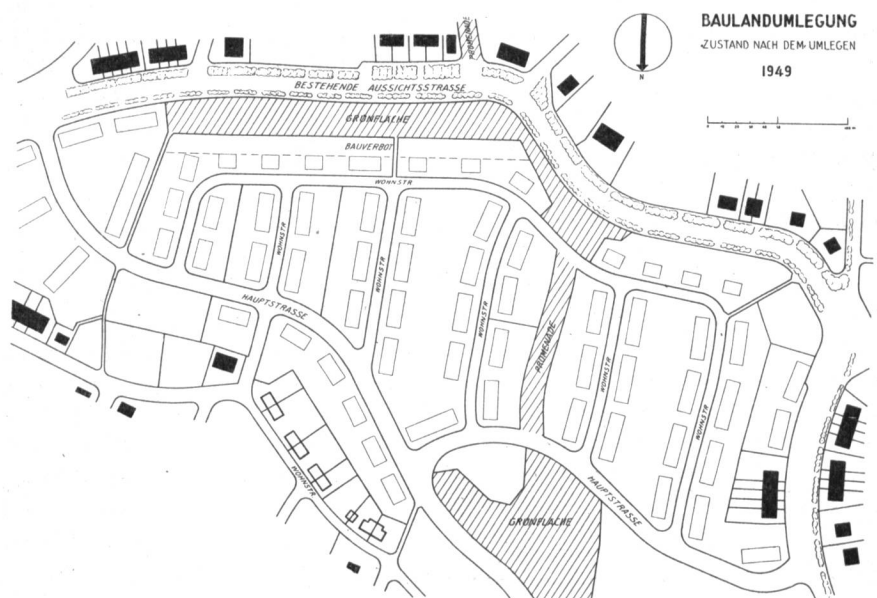 BAULANDUMLEGUNG
ZUSTAND NACH DEM UMLEGEN
1949
N
PROMENADE
BESTEHENDE AUSSICHTSSTRASSE
GRÜNFLÄCHE
BAUVERBOT
WOHNSTR
WOHNSTR
WOHNSTR
HAUPTSTRASSE
WOHNSTR
PROMENADE
WOHNSTR
WOHNSTR
WOHNSTR
HAUPTSTRASSE
GRÜNFLÄCHE